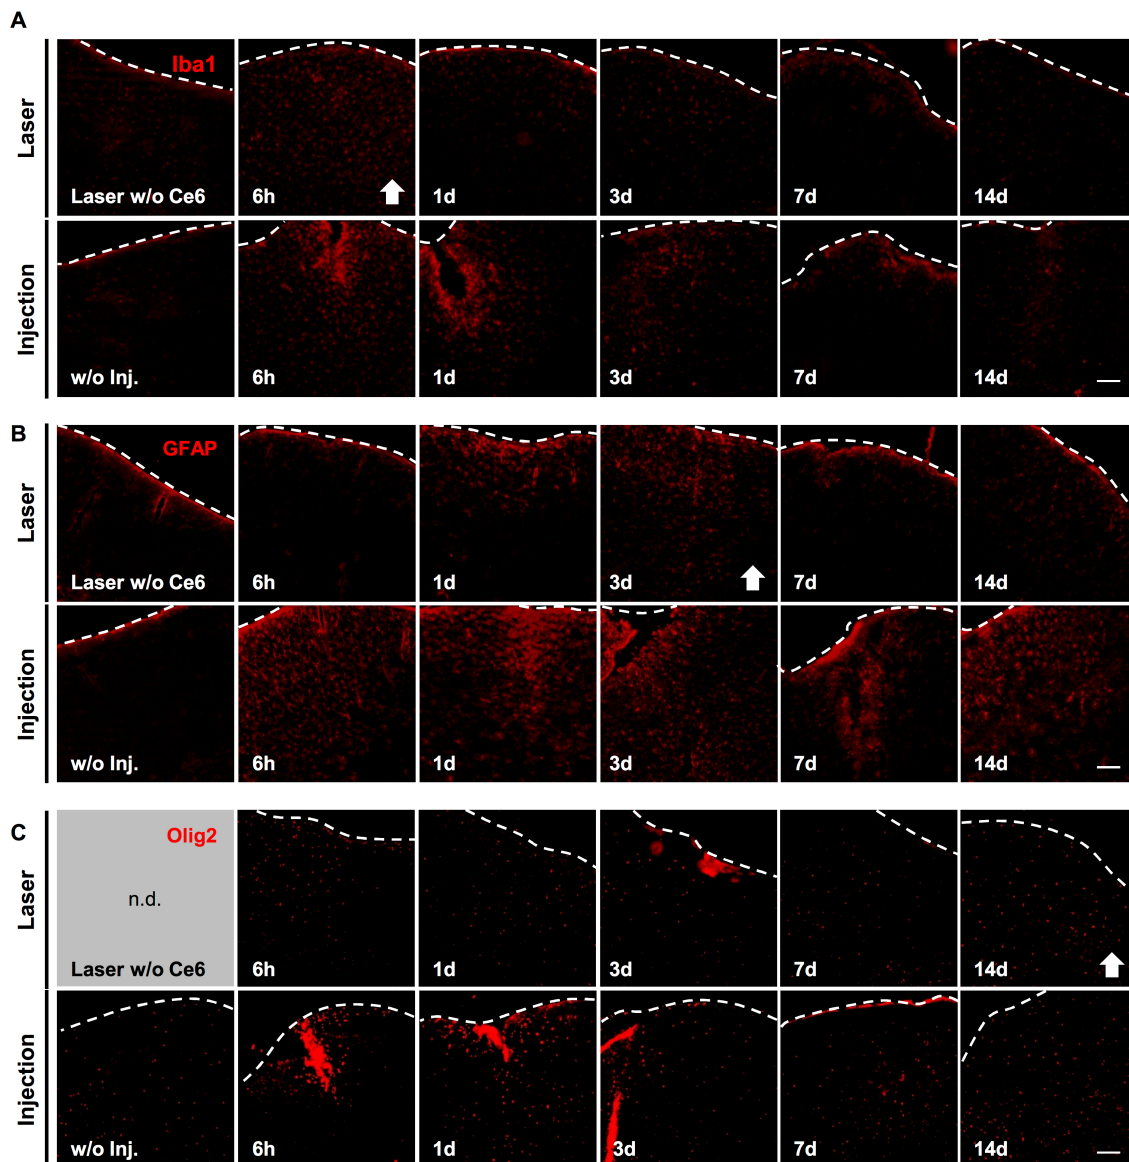 A
Laser
Iba1
Laser w/o Ce6
6h
1d
3d
7d
14d
Injection
w/o Inj.
6h
1d
3d
7d
14d
B
Laser
GFAP
Laser w/o Ce6
6h
1d
3d
7d
14d
Injection
w/o Inj.
6h
1d
3d
7d
14d
C
Laser
Olig2
n.d.
Laser w/o Ce6
6h
1d
3d
7d
14d
Injection
w/o Inj.
6h
1d
3d
7d
14d